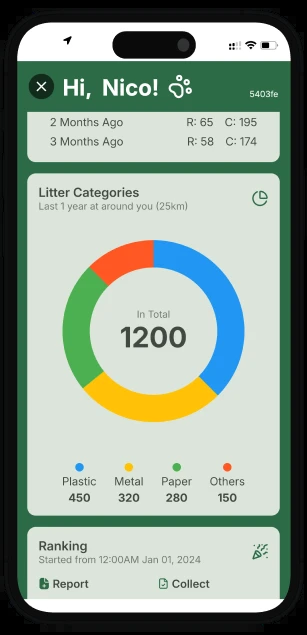 Hi, Nico!
5403fe
2 Months Ago R: 65 C: 195
3 Months Ago R: 58 C: 174
Litter Categories
Last 1 year at around you (25km)
In Total
1200
Plastic Metal Paper Others
450 320 280 150
Ranking
Started from 12:00AM Jan 01, 2024
Report Collect